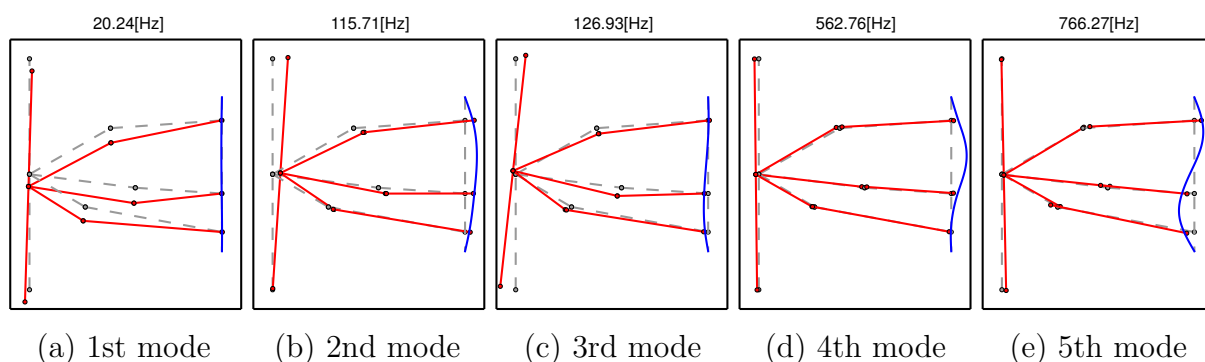 20.24[Hz] 115.71[Hz] 126.93[Hz] 562.76[Hz] 766.27[Hz]
(a) 1st mode (b) 2nd mode (c) 3rd mode (d) 4th mode (e) 5th mode